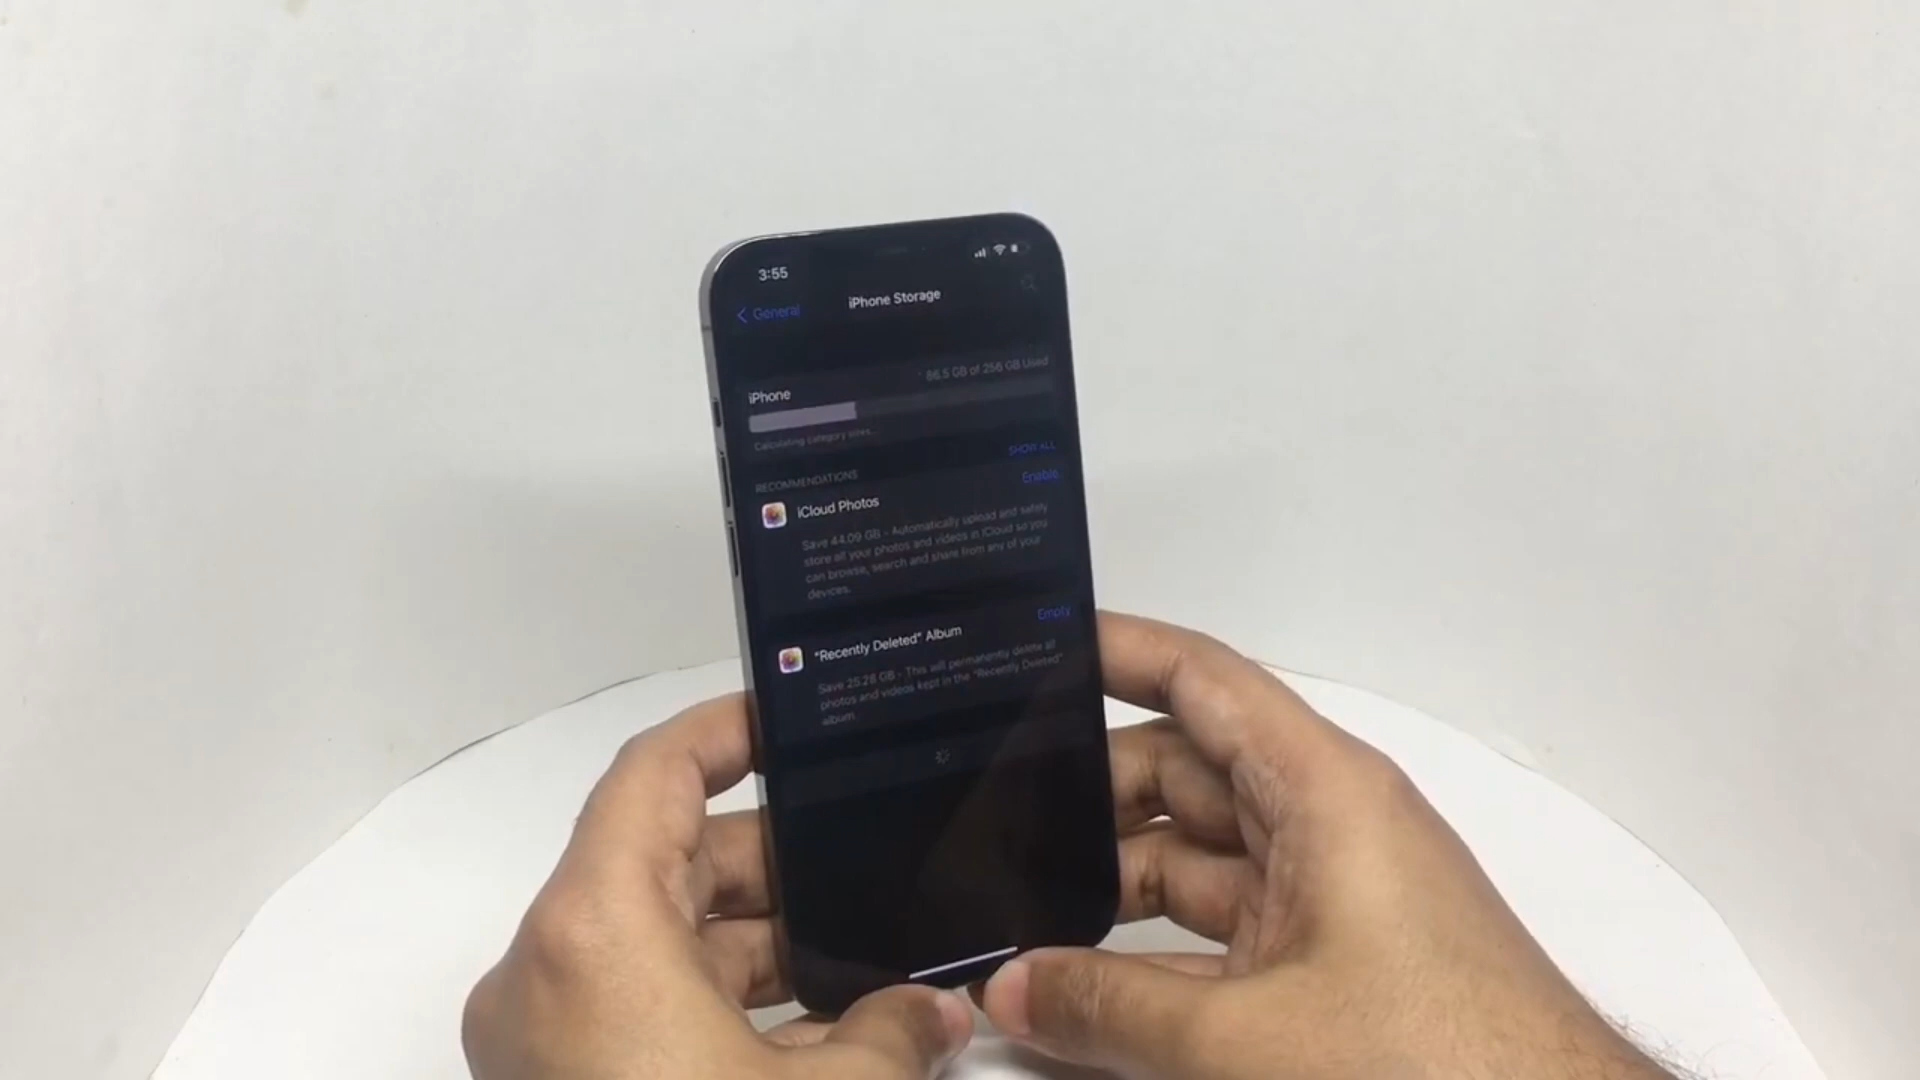 3:55
General
iPhone Storage
iPhone
86.5 GB of 256 GB Used
Calculating category sizes...
RECOMMENDATIONS
SHOW ALL
iCloud Photos
Enable
Save 44.09 GB - Automatically upload and safely
store all your photos and videos in iCloud so you
can browse, search and share from any of your
devices.
"Recently Deleted" Album
Empty
Save 25.28 GB - This will permanently delete all
photos and videos kept in the "Recently Deleted"
album.